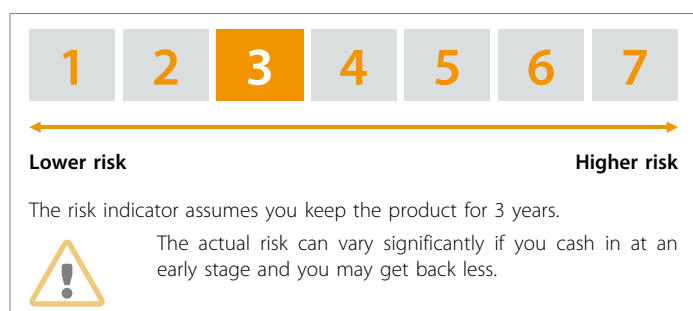 1 2 3 4 5 6 7
Lower risk Higher risk
The risk indicator assumes you keep the product for 3 years.
The actual risk can vary significantly if you cash in at an
early stage and you may get back less.